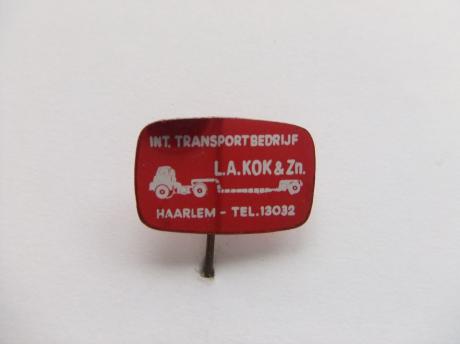 INT. TRANSPORTBEDRIJF
L.A. KOK & Zn.
HAARLEM - TEL. 13032